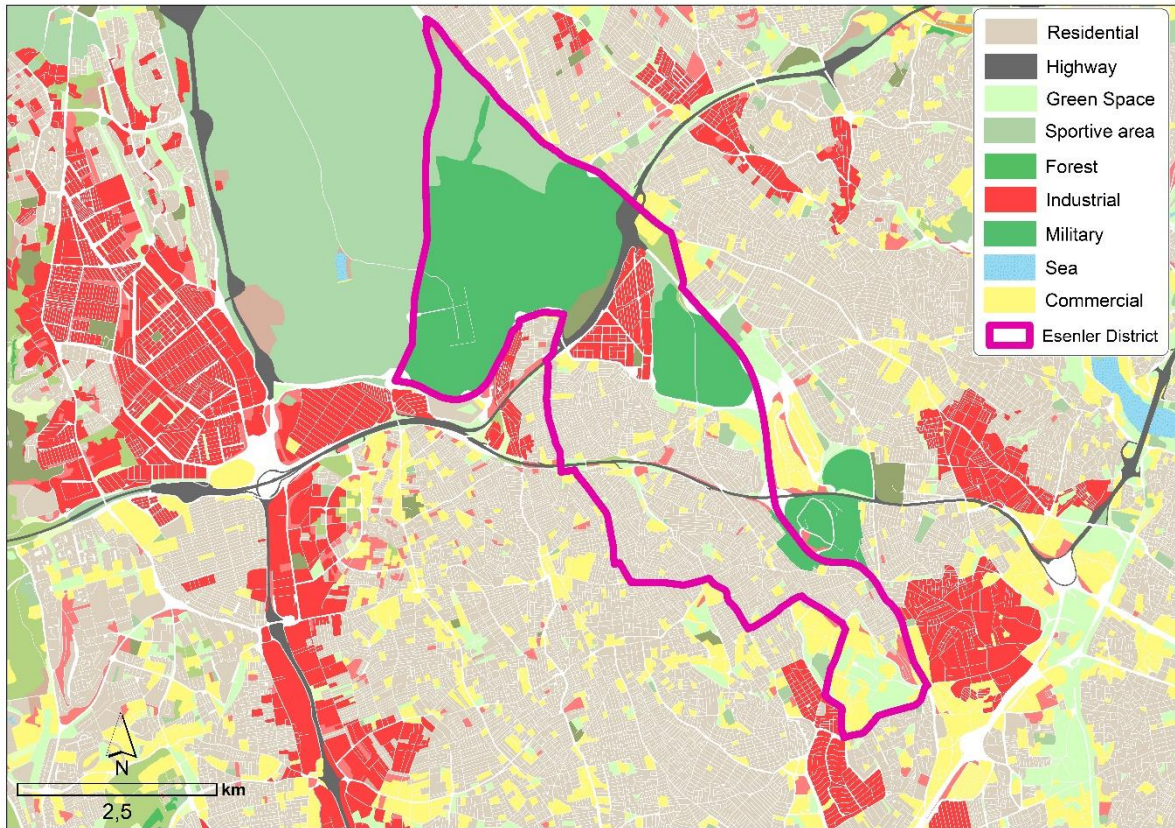 Residential
Highway
Green Space
Sportive area
Forest
Industrial
Military
Sea
Commercial
Esenler District
N
km
2,5